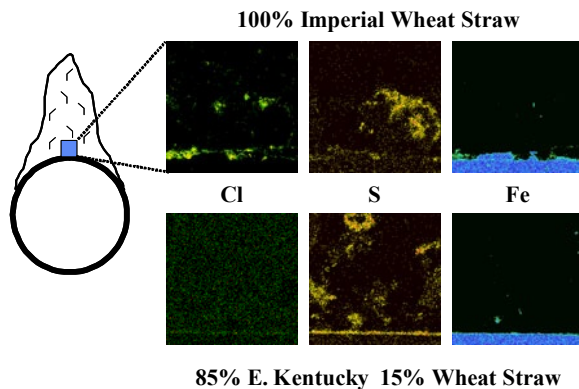 100% Imperial Wheat Straw
Cl S Fe
85% E. Kentucky 15% Wheat Straw